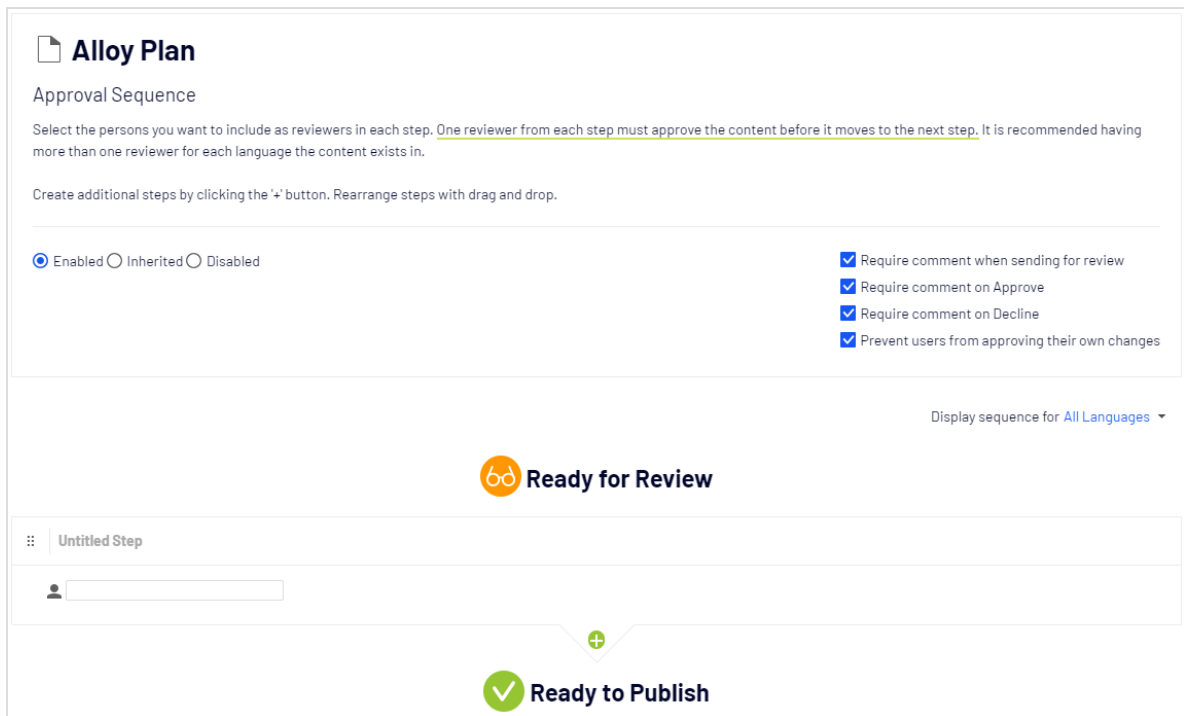 Alloy Plan
Approval Sequence
Select the persons you want to include as reviewers in each step. One reviewer from each step must approve the content before it moves to the next step. It is recommended having
more than one reviewer for each language the content exists in.
Create additional steps by clicking the '+' button. Rearrange steps with drag and drop.
Enabled Inherited Disabled
Require comment when sending for review
Require comment on Approve
Require comment on Decline
Prevent users from approving their own changes
Display sequence for All Languages
Ready for Review
Untitled Step
Ready to Publish